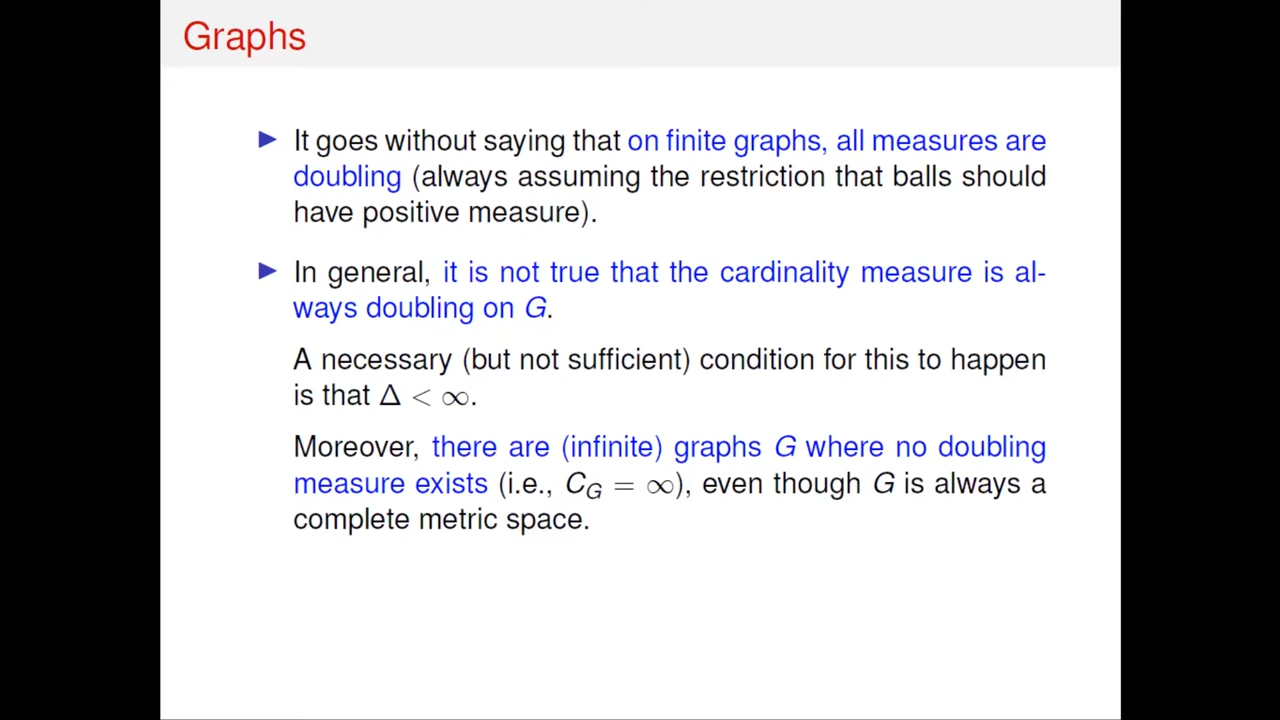 Graphs
▶ It goes without saying that on finite graphs, all measures are
doubling (always assuming the restriction that balls should
have positive measure).
▶ In general, it is not true that the cardinality measure is al-
ways doubling on G.
A necessary (but not sufficient) condition for this to happen
is that Δ < ∞.
Moreover, there are (infinite) graphs G where no doubling
measure exists (i.e., C_G = ∞), even though G is always a
complete metric space.